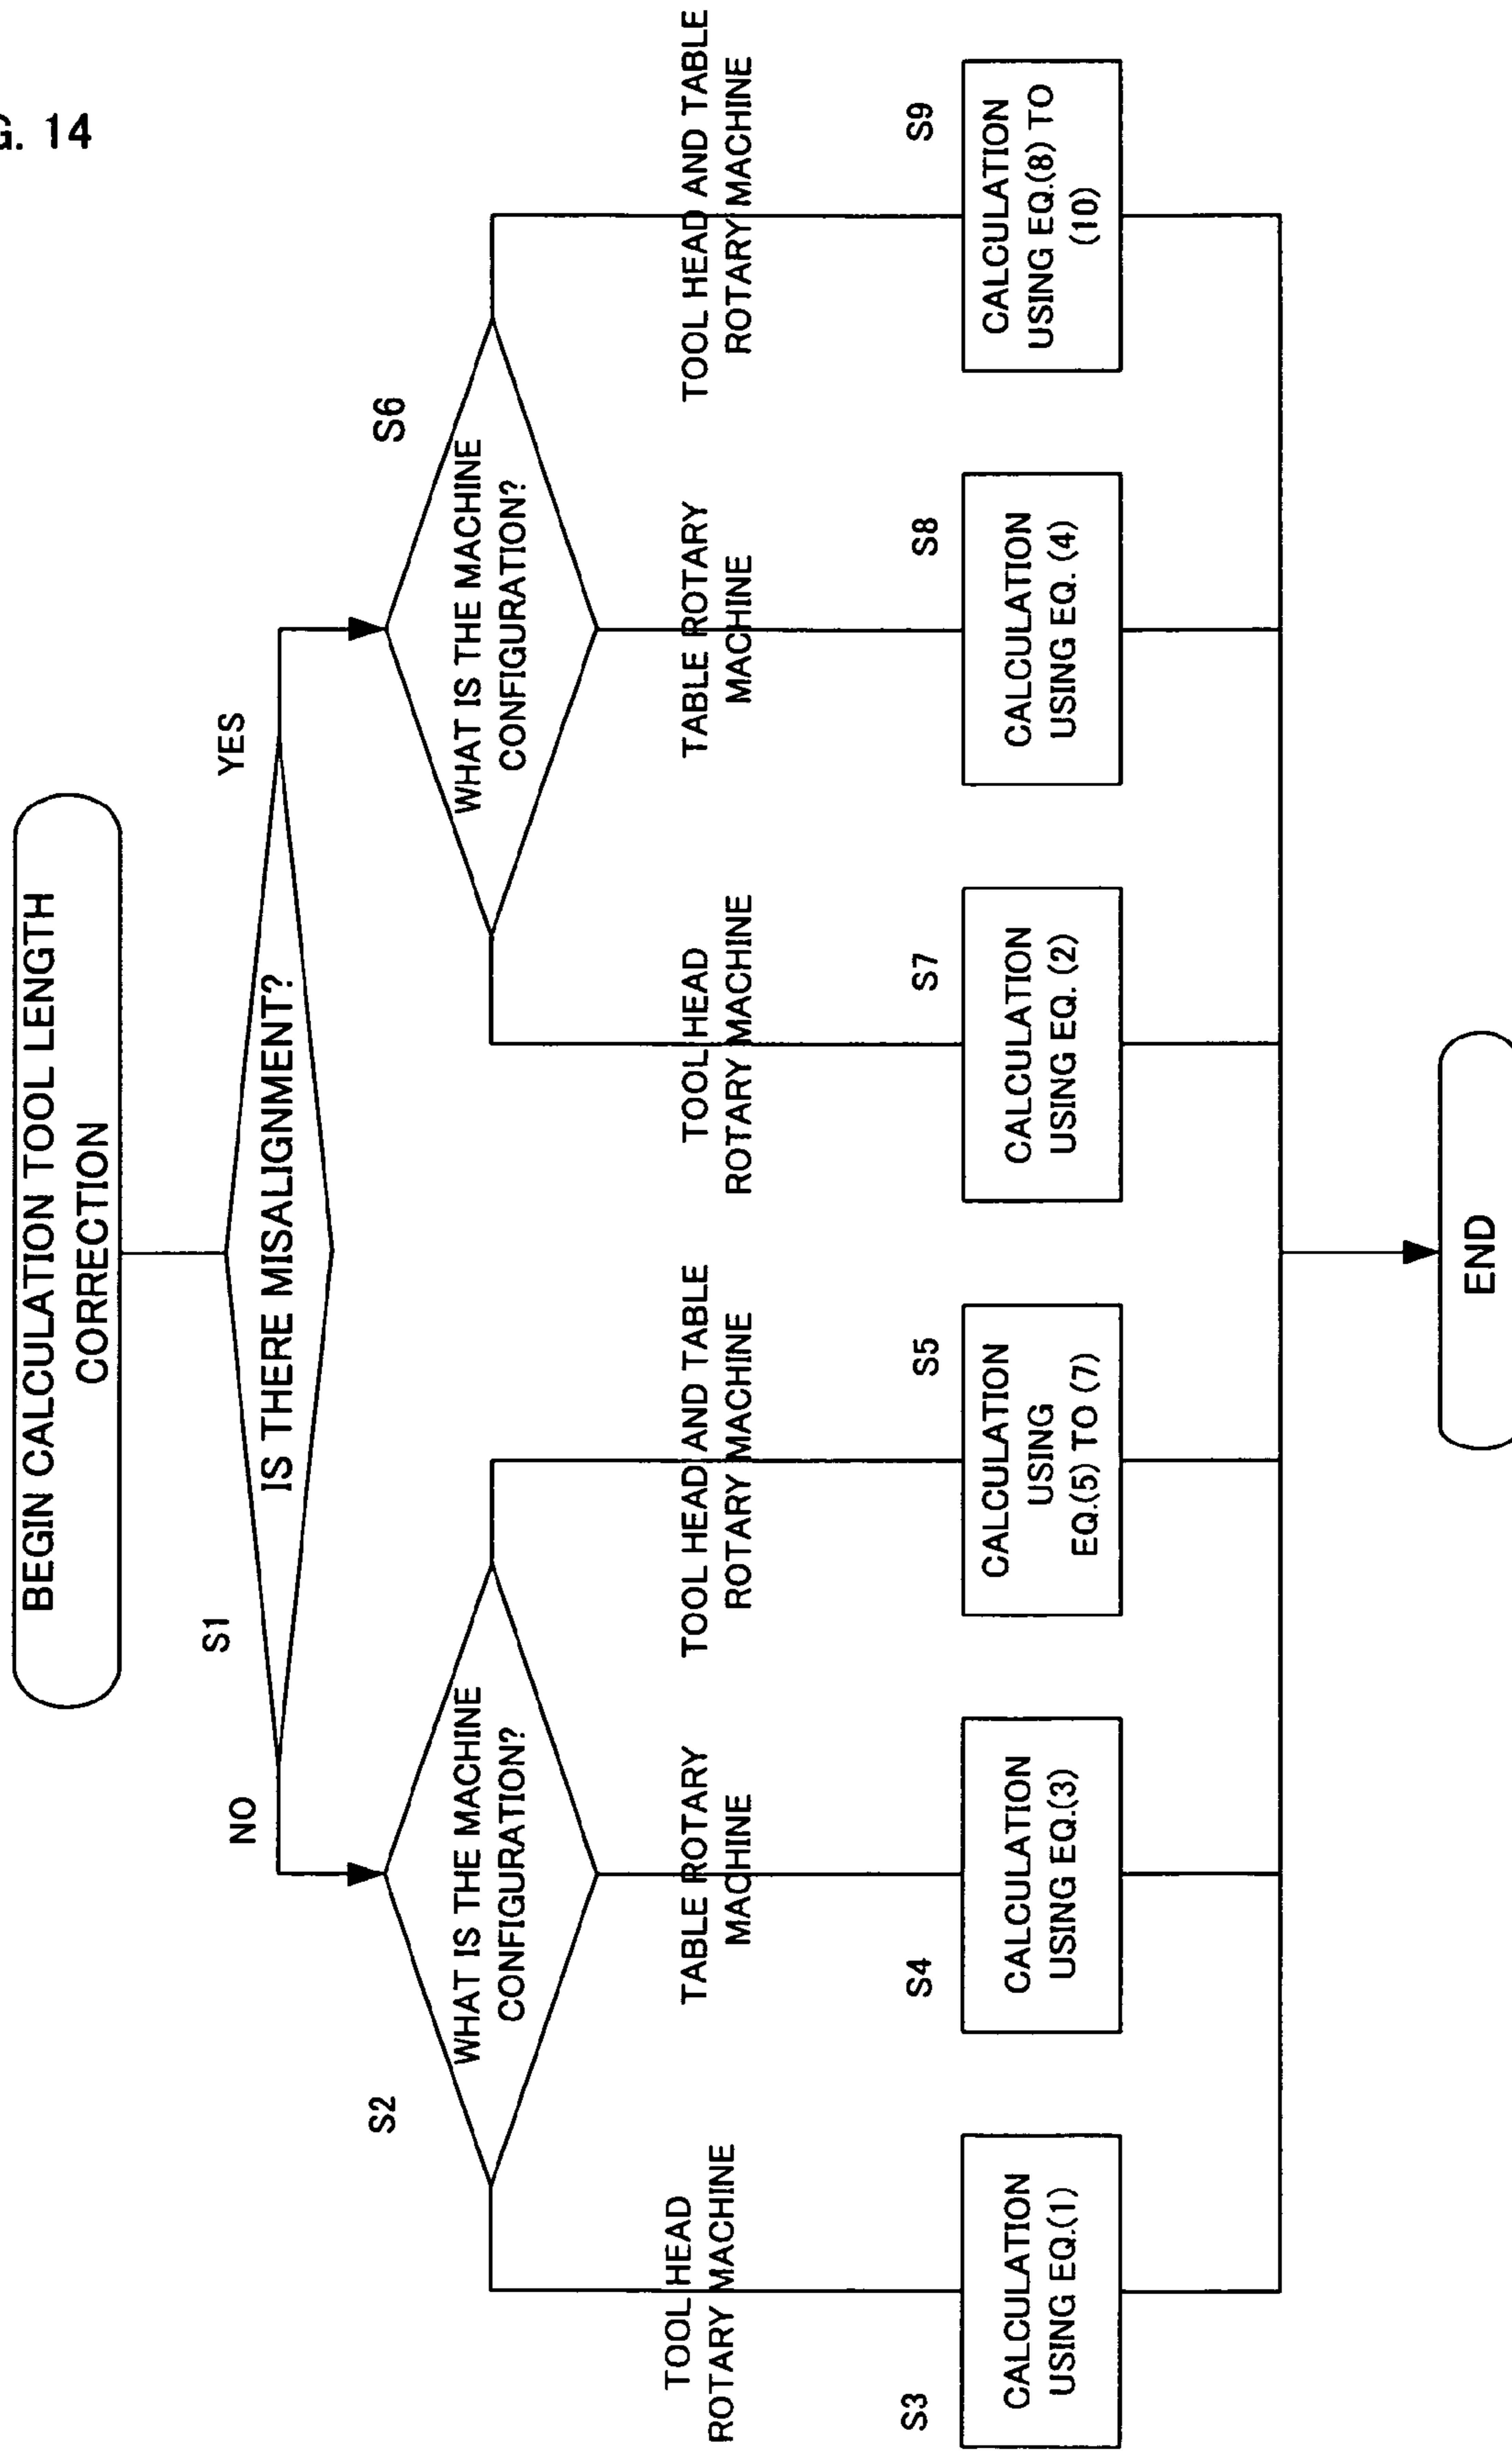 G. 14
BEGIN CALCULATION TOOL LENGTH
CORRECTION
S1
IS THERE MISALIGNMENT?
NO
YES
S2
WHAT IS THE MACHINE
CONFIGURATION?
S6
WHAT IS THE MACHINE
CONFIGURATION?
TOOL HEAD
ROTARY MACHINE
TABLE ROTARY
MACHINE
TOOL HEAD AND TABLE
ROTARY MACHINE
TOOL HEAD
ROTARY MACHINE
TABLE ROTARY
MACHINE
TOOL HEAD AND TABLE
ROTARY MACHINE
S3
CALCULATION
USING EQ.(1)
S4
CALCULATION
USING EQ.(3)
S5
CALCULATION
USING
EQ.(5) TO (7)
S7
CALCULATION
USING EQ. (2)
S8
CALCULATION
USING EQ. (4)
S9
CALCULATION
USING EQ.(8) TO
(10)
END